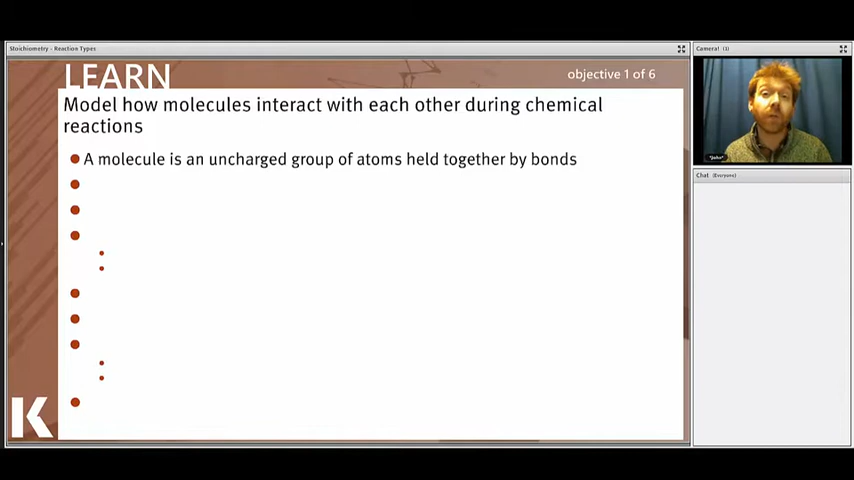 Stoichiometry - Reaction Types
LEARN
objective 1 of 6
Model how molecules interact with each other during chemical
reactions
A molecule is an uncharged group of atoms held together by bonds
K
Camera! (1)
*John*
Chat (Everyone)